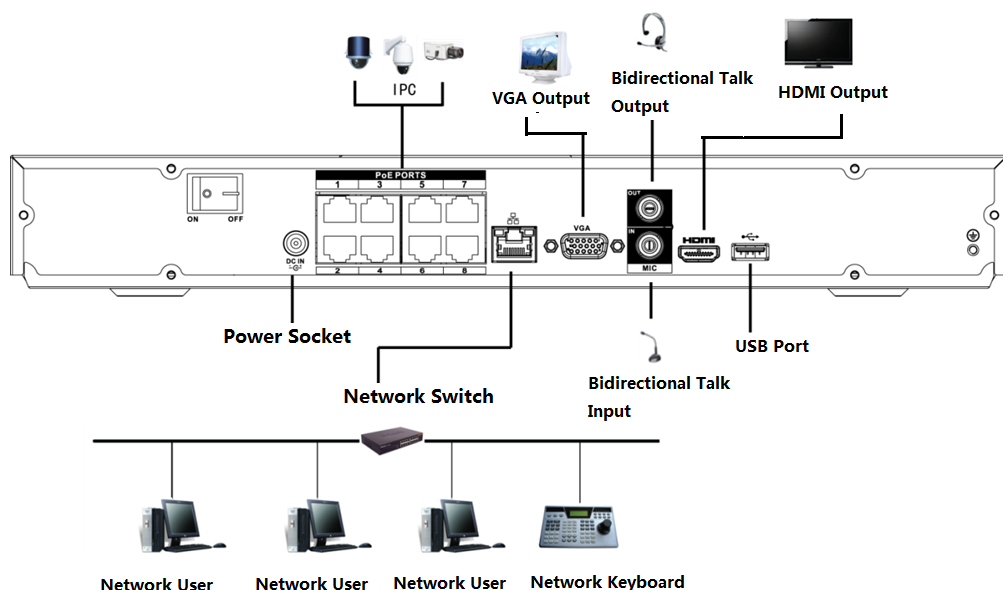 IPC
VGA Output
Bidirectional Talk
Output
HDMI Output
PoE PORTS
1 3 5 7
ON OFF
DC IN
2 4 6 8
VGA
OUT
IN
MIC
HDMI
Power Socket
Network Switch
Bidirectional Talk
Input
USB Port
Network User
Network User
Network User
Network Keyboard